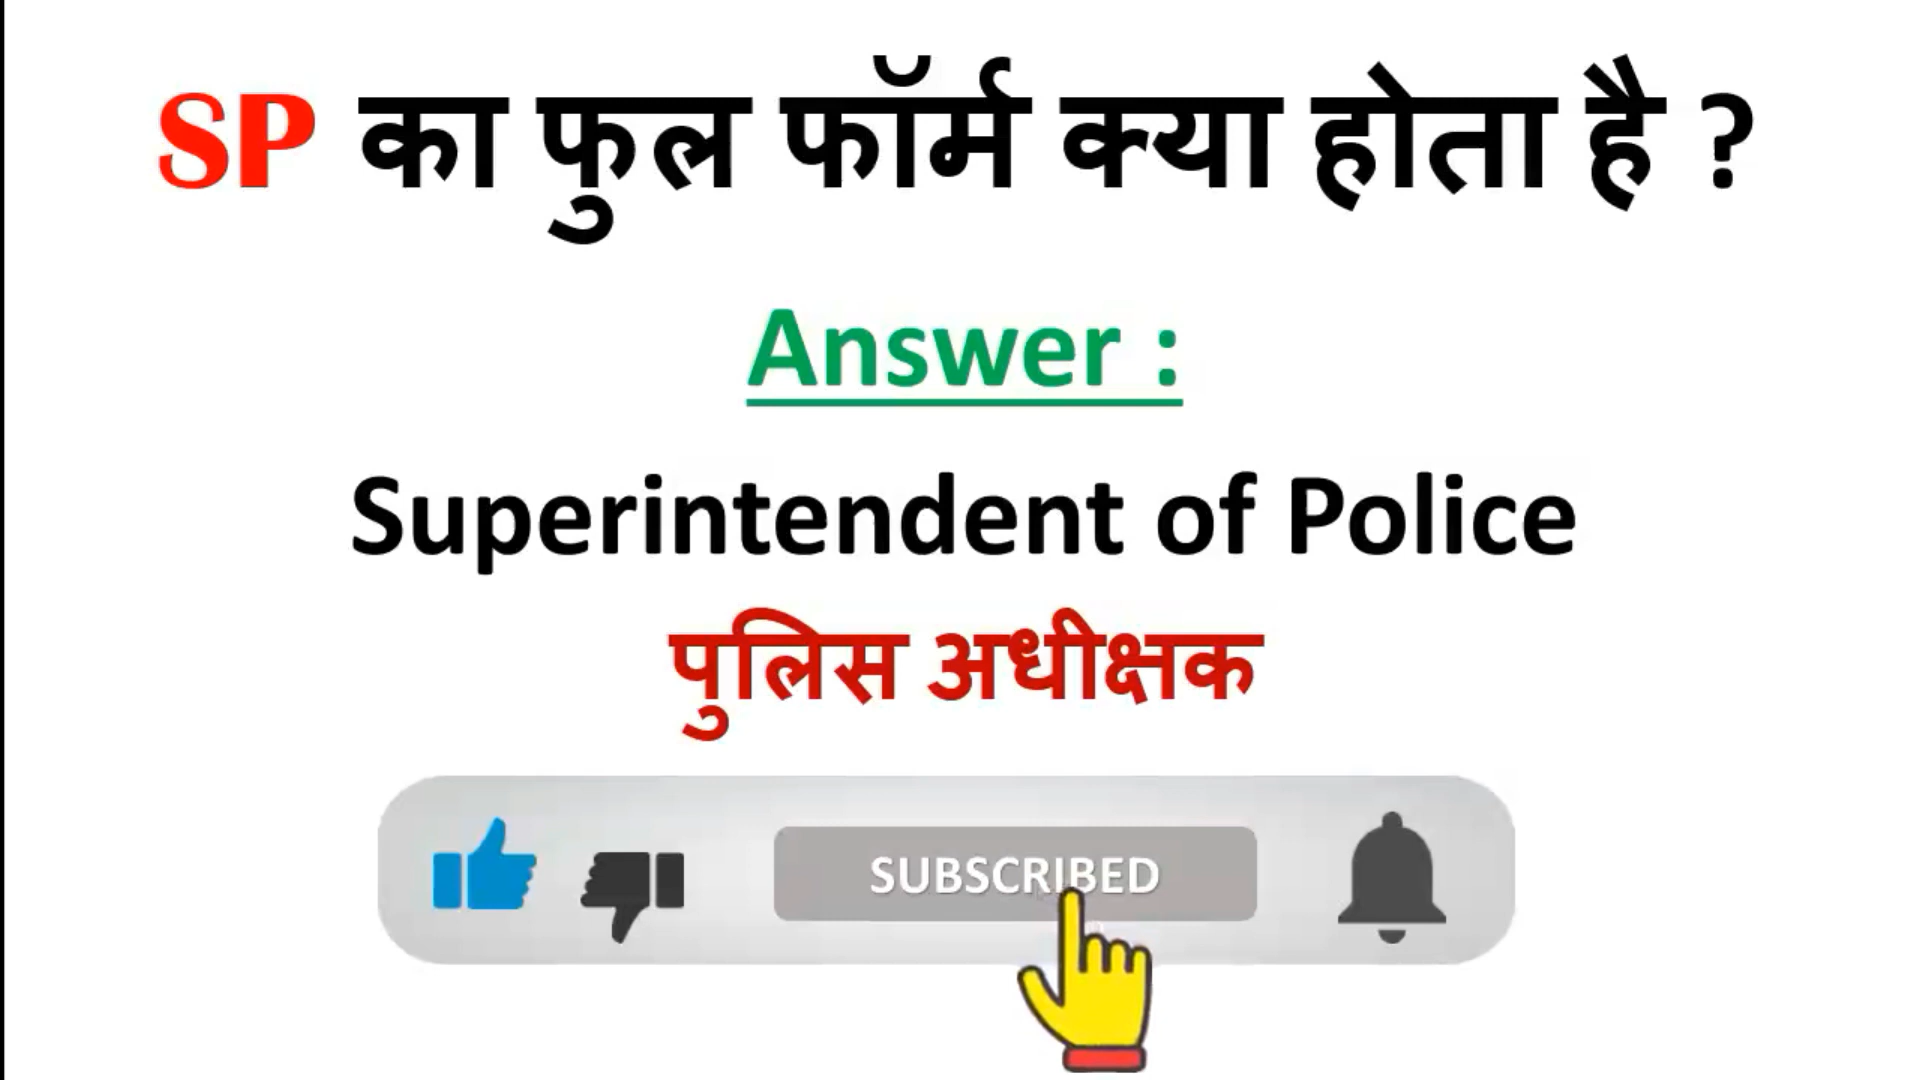 SP का फुल फॉर्म क्या होता है ?
Answer :
Superintendent of Police
पुलिस अधीक्षक
SUBSCRIBED